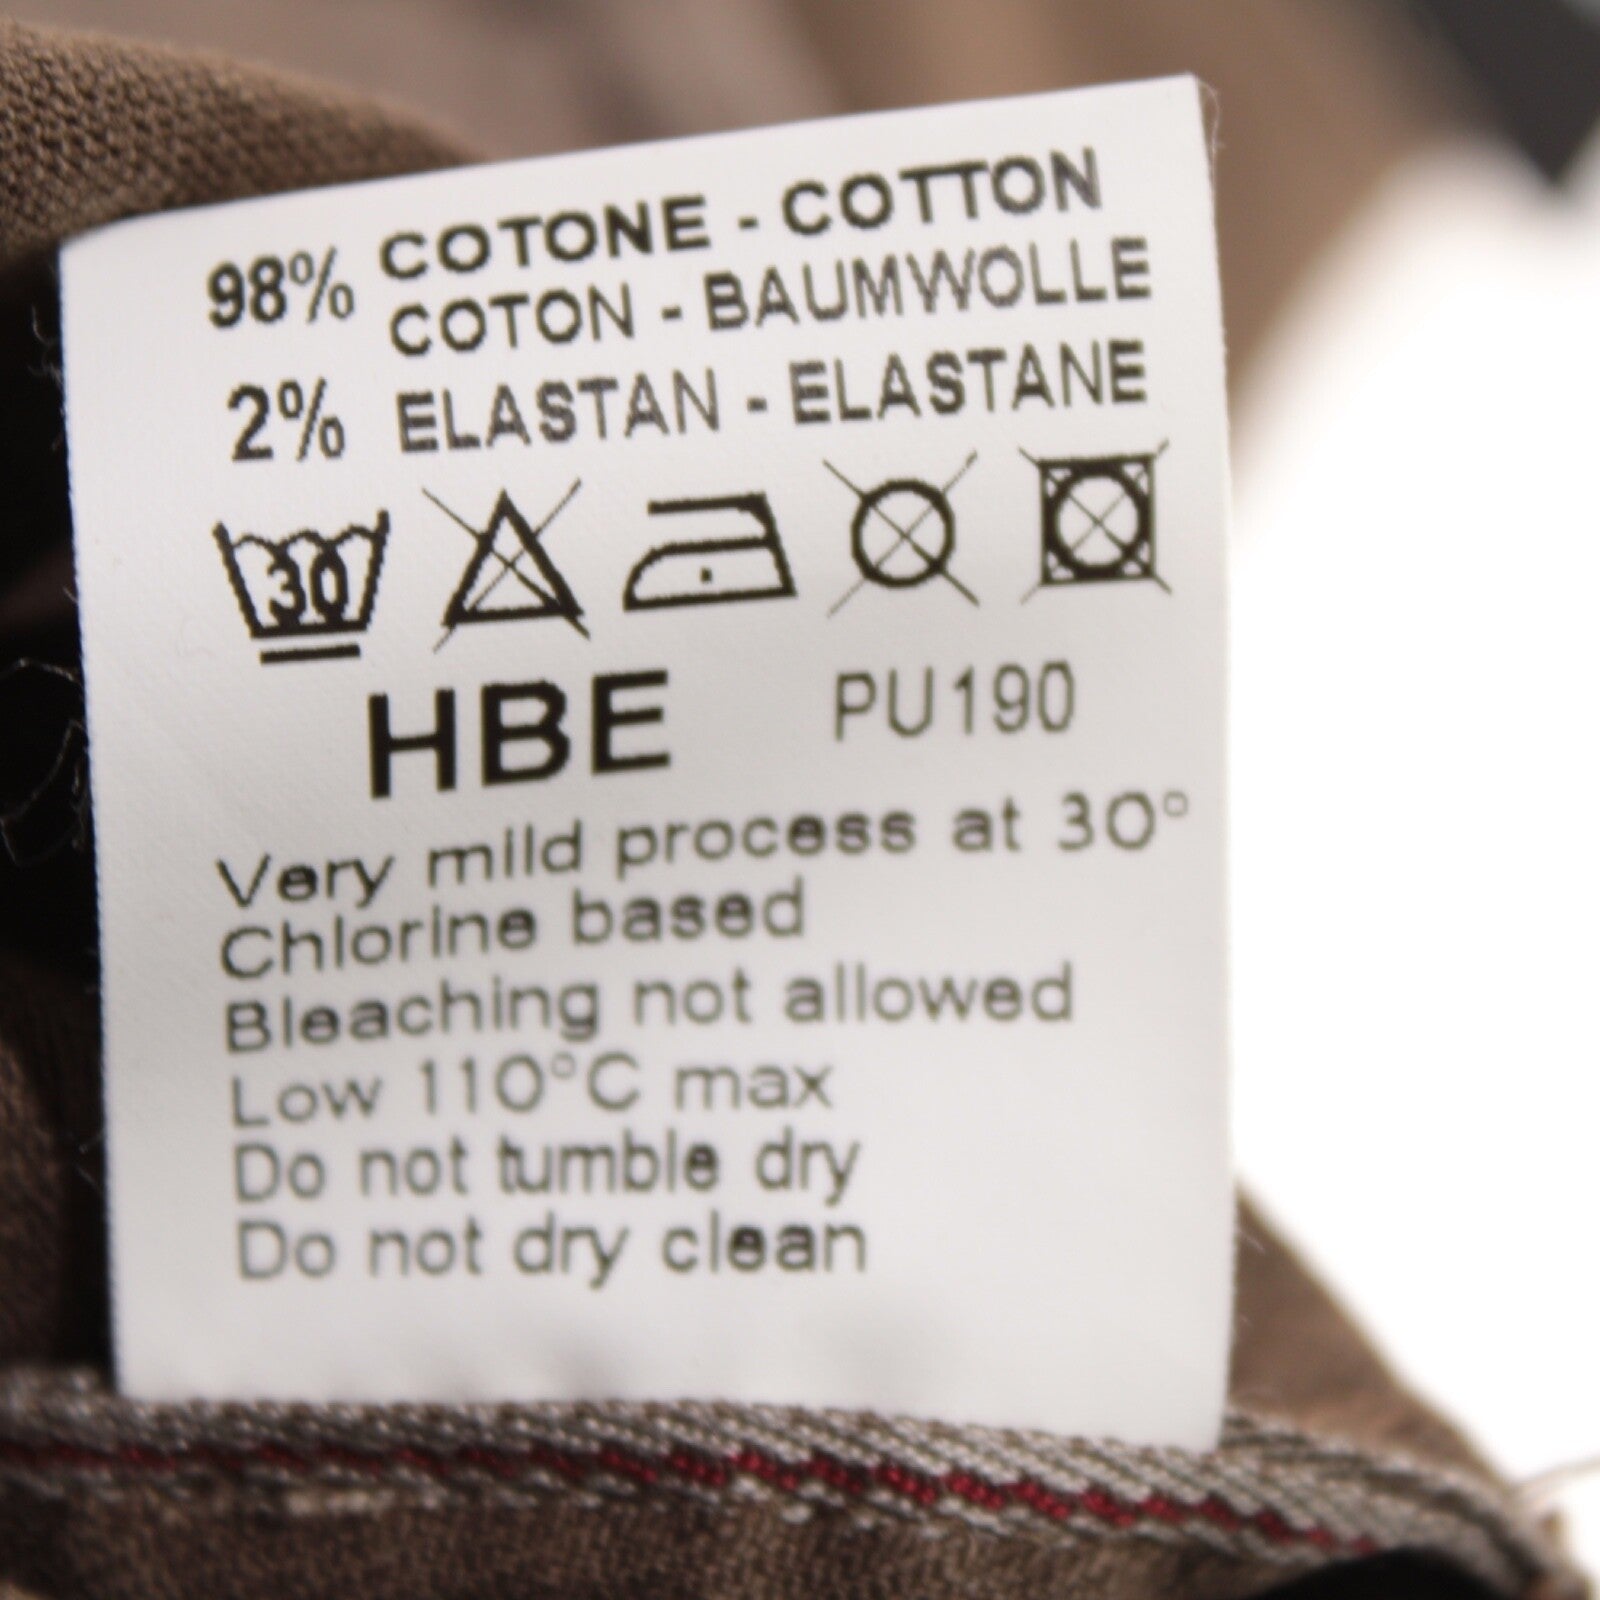 98% COTONE - COTTON
COTON - BAUMWOLLE
2% ELASTAN - ELASTANE
30
HBE PU190
Very mild process at 30°
Chlorine based
Bleaching not allowed
Low 110°C max
Do not tumble dry
Do not dry clean